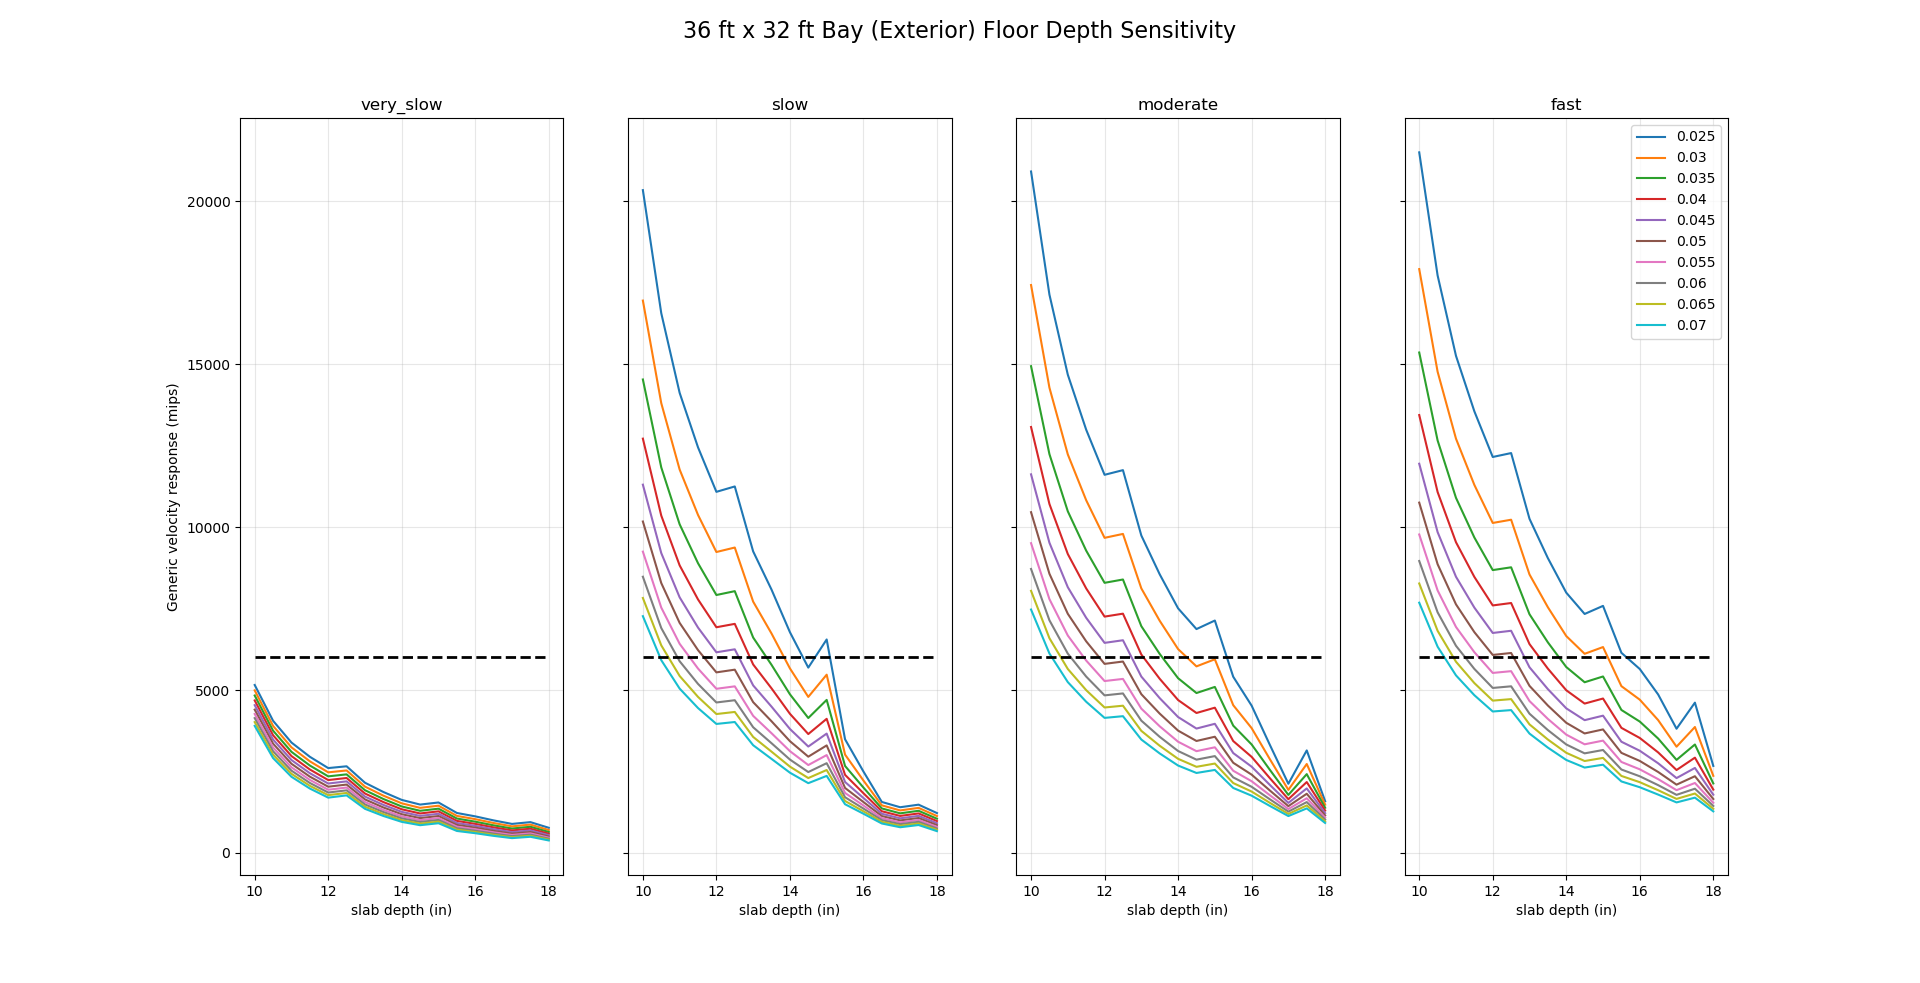 36 ft x 32 ft Bay (Exterior) Floor Depth Sensitivity
very_slow
slow
moderate
fast
Generic velocity response (mips)
20000
15000
10000
5000
0
10 12 14 16 18
10 12 14 16 18
10 12 14 16 18
10 12 14 16 18
slab depth (in)
slab depth (in)
slab depth (in)
slab depth (in)
0.025
0.03
0.035
0.04
0.045
0.05
0.055
0.06
0.065
0.07